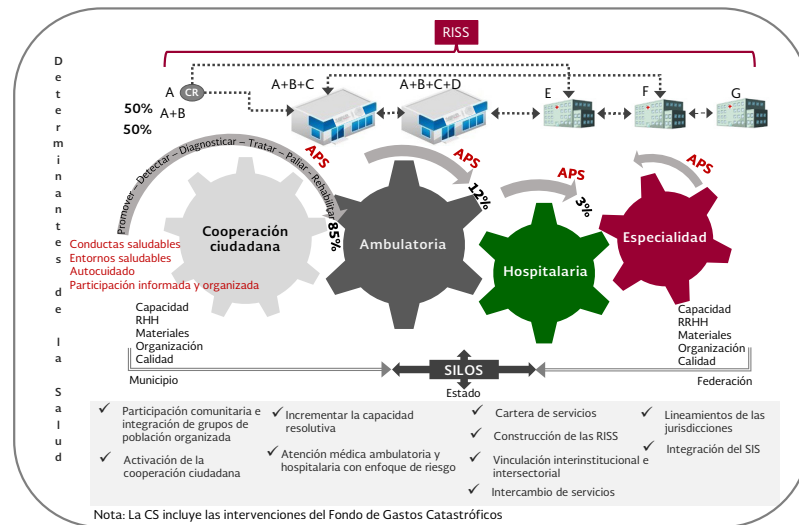 RISS
Determinantes de la Salud
A
CR
50%
A+B
50%
A+B+C
A+B+C+D
E
F
G
Promover – Detectar – Diagnosticar – Tratar – Paliar - Rehabilitar
APS
APS
APS
APS
85%
12%
3%
Cooperación
ciudadana
Ambulatoria
Hospitalaria
Especialidad
Conductas saludables
Entornos saludables
Autocuidado
Participación informada y organizada
Capacidad
RHH
Materiales
Organización
Calidad
Municipio
SILOS
Estado
Capacidad
RRHH
Materiales
Organización
Calidad
Federación
✓ Participación comunitaria e
integración de grupos de
población organizada
✓ Activación de la
cooperación ciudadana
✓ Incrementar la capacidad
resolutiva
✓ Atención médica ambulatoria y
hospitalaria con enfoque de riesgo
✓ Cartera de servicios
✓ Construcción de las RISS
✓ Vinculación interinstitucional e
intersectorial
✓ Intercambio de servicios
✓ Lineamientos de las
jurisdicciones
✓ Integración del SIS
Nota: La CS incluye las intervenciones del Fondo de Gastos Catastróficos